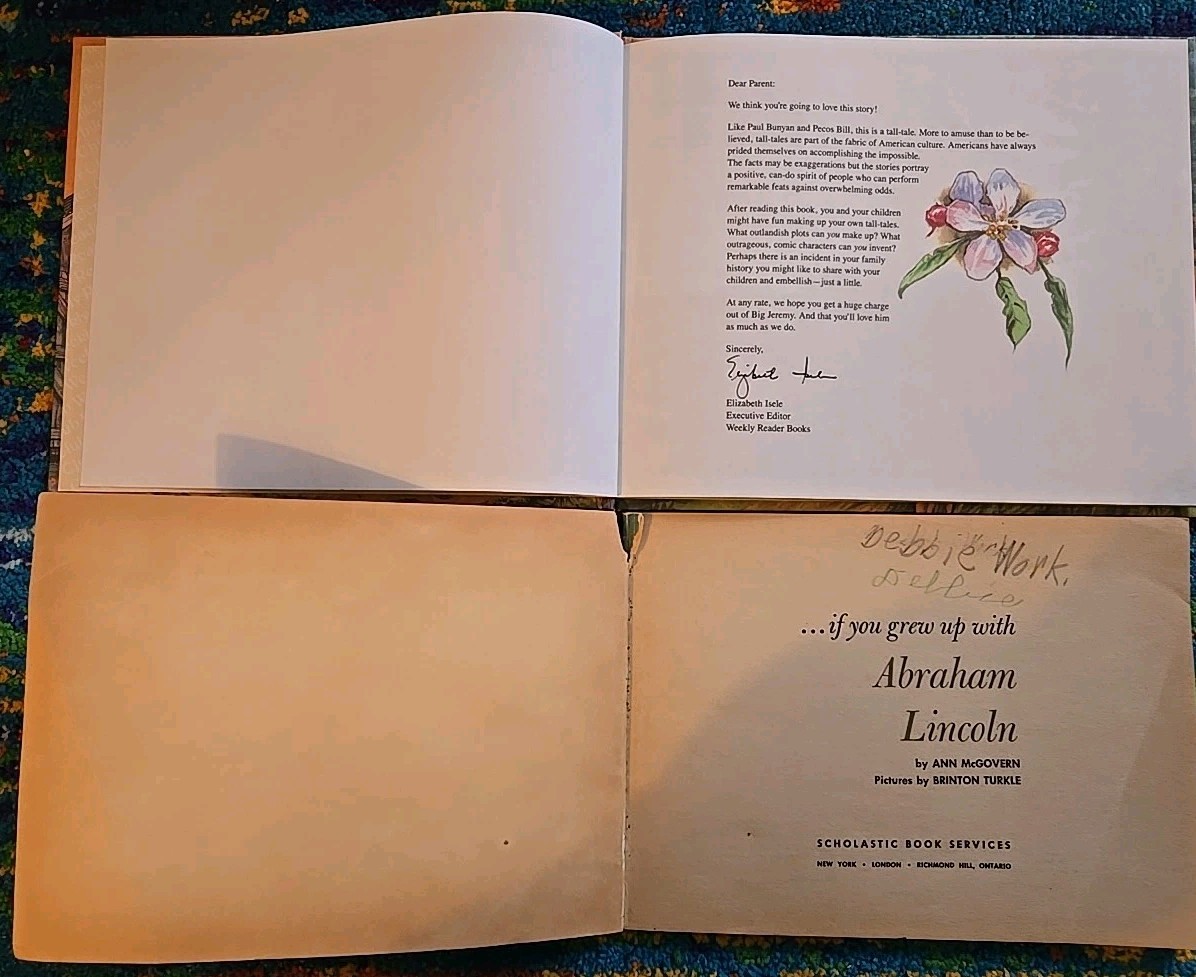 Dear Parent:
We think you're going to love this story!
Like Paul Bunyan and Pecos Bill, this is a tall-tale. More to amuse than to be be-
lieved, tall-tales are part of the fabric of American culture. Americans have always
prided themselves on accomplishing the impossible.
The facts may be exaggerations but the stories portray
a positive, can-do spirit of people who can perform
remarkable feats against overwhelming odds.
After reading this book, you and your children
might have fun making up your own tall-tales.
What outlandish plots can you make up? What
outrageous, comic characters can you invent?
Perhaps there is an incident in your family
history you might like to share with your
children and embellish—just a little.
At any rate, we hope you get a huge charge
out of Big Jeremy. And that you'll love him
as much as we do.
Sincerely,
Elizabeth Isele
Elizabeth Isele
Executive Editor
Weekly Reader Books
Debbie Work.
Debbie
...if you grew up with
Abraham
Lincoln
by ANN McGOVERN
Pictures by BRINTON TURKLE
SCHOLASTIC BOOK SERVICES
NEW YORK • LONDON • RICHMOND HILL, ONTARIO